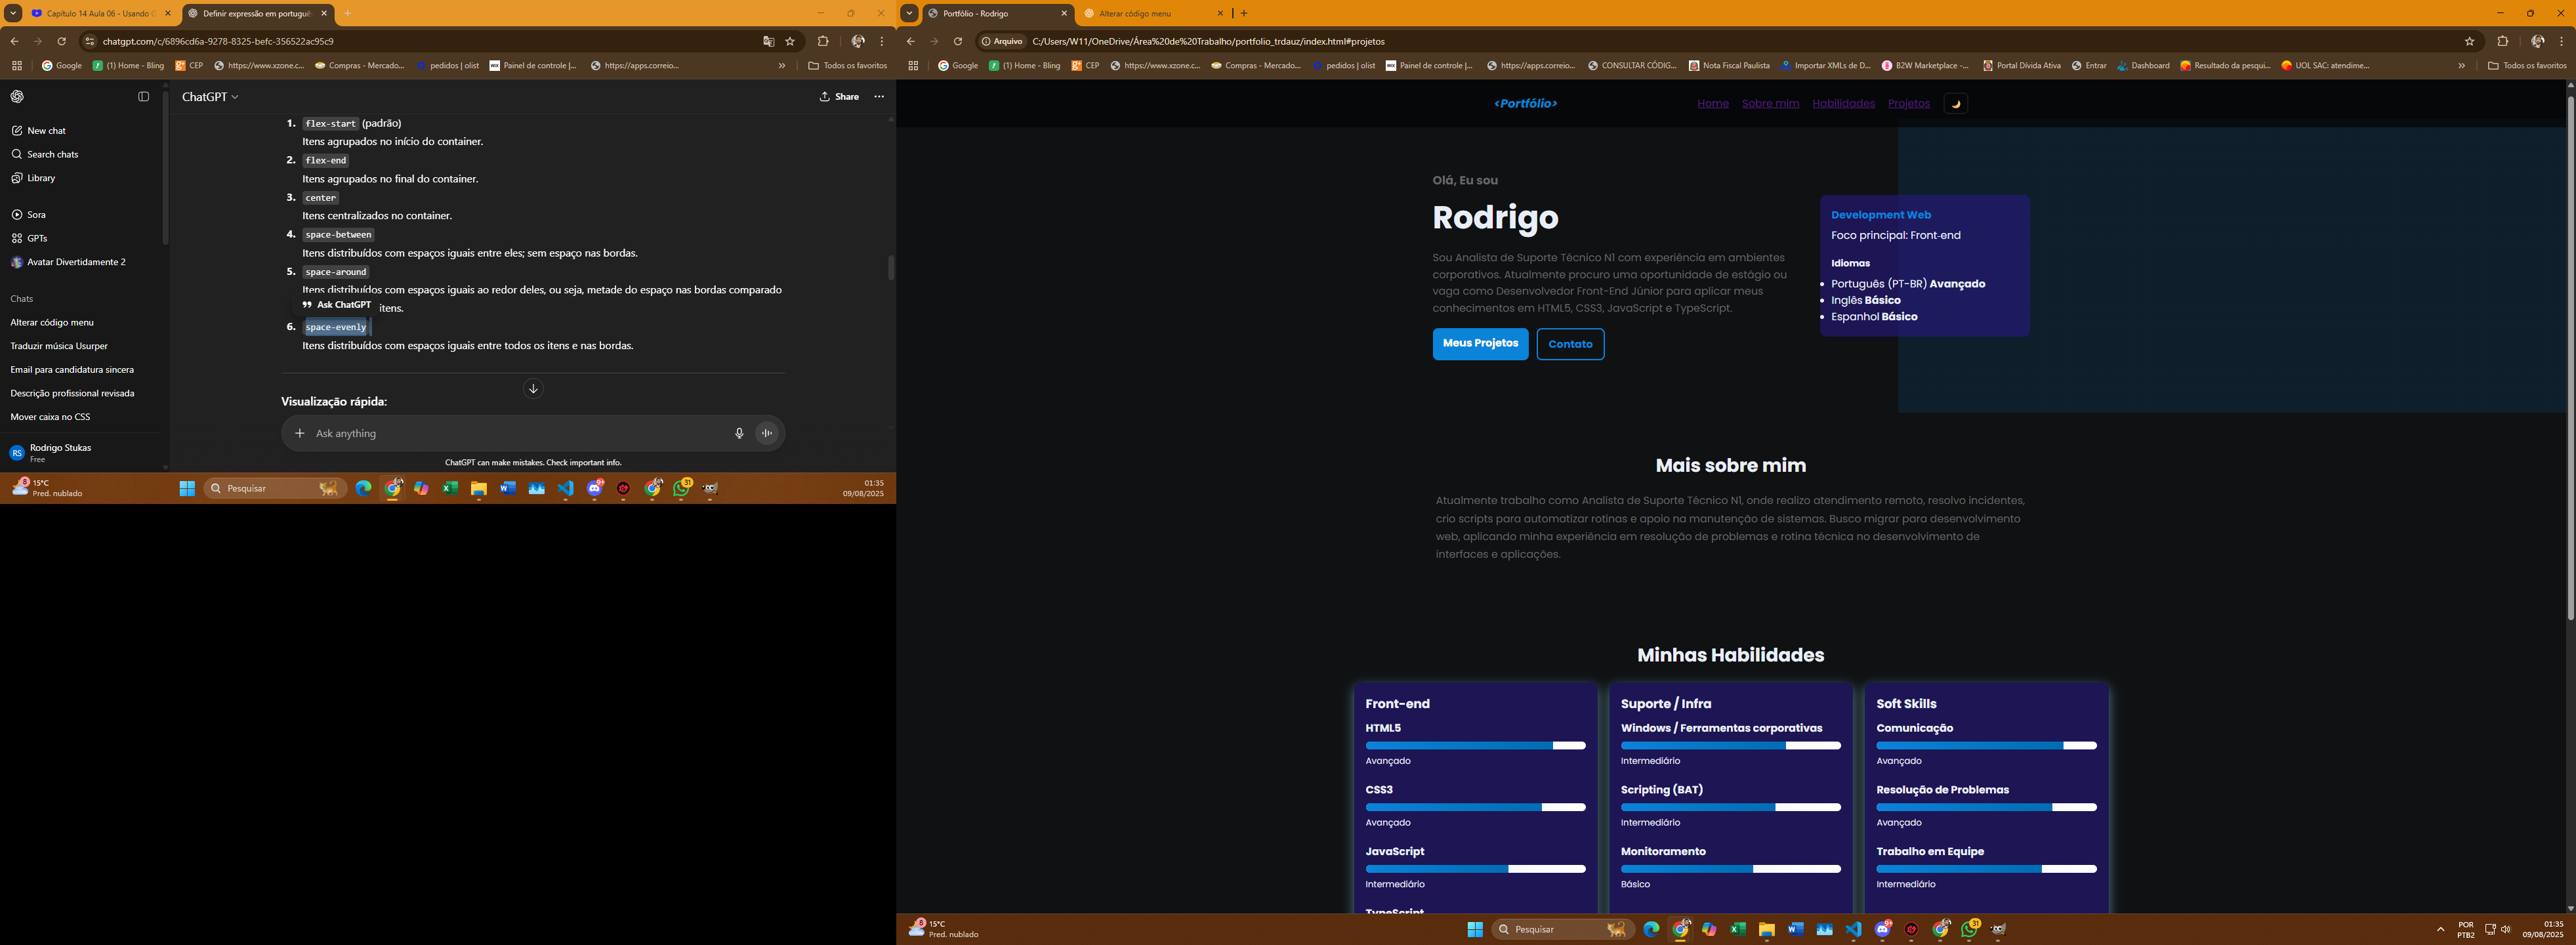 Capítulo 14 Aula 06 - Usando G
Definir expressão em portuguê
chatgpt.com/c/6896cd6a-9278-8325-befc-356522ac95c9
Google
(1) Home - Bling
CEP
https://www.xzone.c...
Compras - Mercado...
pedidos | olist
Painel de controle |...
https://apps.correio...
Todos os favoritos
ChatGPT
Share
New chat
Search chats
Library
Sora
GPTs
Avatar Divertidamente 2
Chats
Alterar código menu
Traduzir música Usurper
Email para candidatura sincera
Descrição profissional revisada
Mover caixa no CSS
RS
Rodrigo Stukas
Free
1. flex-start (padrão)
Itens agrupados no início do container.
2. flex-end
Itens agrupados no final do container.
3. center
Itens centralizados no container.
4. space-between
Itens distribuídos com espaços iguais entre eles; sem espaço nas bordas.
5. space-around
Itens distribuídos com espaços iguais ao redor deles, ou seja, metade do espaço nas bordas comparado
Ask ChatGPT
itens.
6. space-evenly
Itens distribuídos com espaços iguais entre todos os itens e nas bordas.
Visualização rápida:
Ask anything
ChatGPT can make mistakes. Check important info.
15°C
Pred. nublado
Pesquisar
01:35
09/08/2025
Portfólio - Rodrigo
Alterar código menu
Arquivo
C:/Users/W11/OneDrive/Área%20de%20Trabalho/portfolio_trdauz/index.html#projetos
Google
(1) Home - Bling
CEP
https://www.xzone.c...
Compras - Mercado...
pedidos | olist
Painel de controle |...
https://apps.correio...
CONSULTAR CÓDIG...
Nota Fiscal Paulista
Importar XMLs de D...
B2W Marketplace -...
Portal Dívida Ativa
Entrar
Dashboard
Resultado da pesqui...
UOL SAC: atendime...
Todos os favoritos
<Portfólio>
Home
Sobre mim
Habilidades
Projetos
Olá, Eu sou
Rodrigo
Sou Analista de Suporte Técnico N1 com experiência em ambientes
corporativos. Atualmente procuro uma oportunidade de estágio ou
vaga como Desenvolvedor Front-End Júnior para aplicar meus
conhecimentos em HTML5, CSS3, JavaScript e TypeScript.
Meus Projetos
Contato
Development Web
Foco principal: Front-end
Idiomas
Português (PT-BR) Avançado
Inglês Básico
Espanhol Básico
Mais sobre mim
Atualmente trabalho como Analista de Suporte Técnico N1, onde realizo atendimento remoto, resolvo incidentes,
crio scripts para automatizar rotinas e apoio na manutenção de sistemas. Busco migrar para desenvolvimento
web, aplicando minha experiência em resolução de problemas e rotina técnica no desenvolvimento de
interfaces e aplicações.
Minhas Habilidades
Front-end
HTML5
Avançado
CSS3
Avançado
JavaScript
Intermediário
TypeScript
Suporte / Infra
Windows / Ferramentas corporativas
Intermediário
Scripting (BAT)
Intermediário
Monitoramento
Básico
Soft Skills
Comunicação
Avançado
Resolução de Problemas
Avançado
Trabalho em Equipe
Intermediário
15°C
Pred. nublado
Pesquisar
POR
PTB2
01:35
09/08/2025